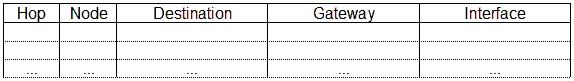 Hop Node Destination Gateway Interface
... ... ... ... ...